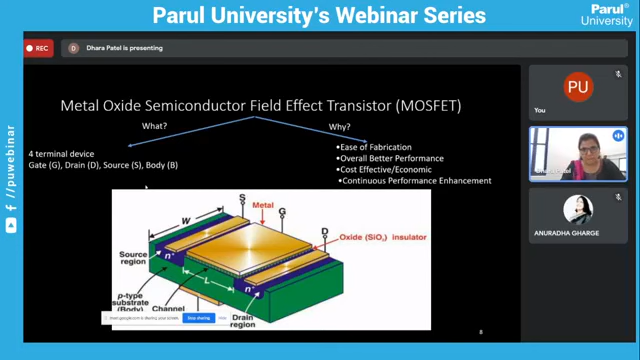 Parul University's Webinar Series
Parul®
University
REC
D
Dhara Patel is presenting
Metal Oxide Semiconductor Field Effect Transistor (MOSFET)
What?
Why?
4 terminal device
Gate (G), Drain (D), Source (S), Body (B)
•Ease of Fabrication
•Overall Better Performance
•Cost Effective/Economic
•Continuous Performance Enhancement
S
Metal
G
D
W
Oxide (SiO₂) insulator
Source
region
n+
L
n+
p-type
substrate
(Body)
Channel
Drain
region
Stop sharing
Hide
8
PU
You
ANURADHA GHARGE
/puwebinar